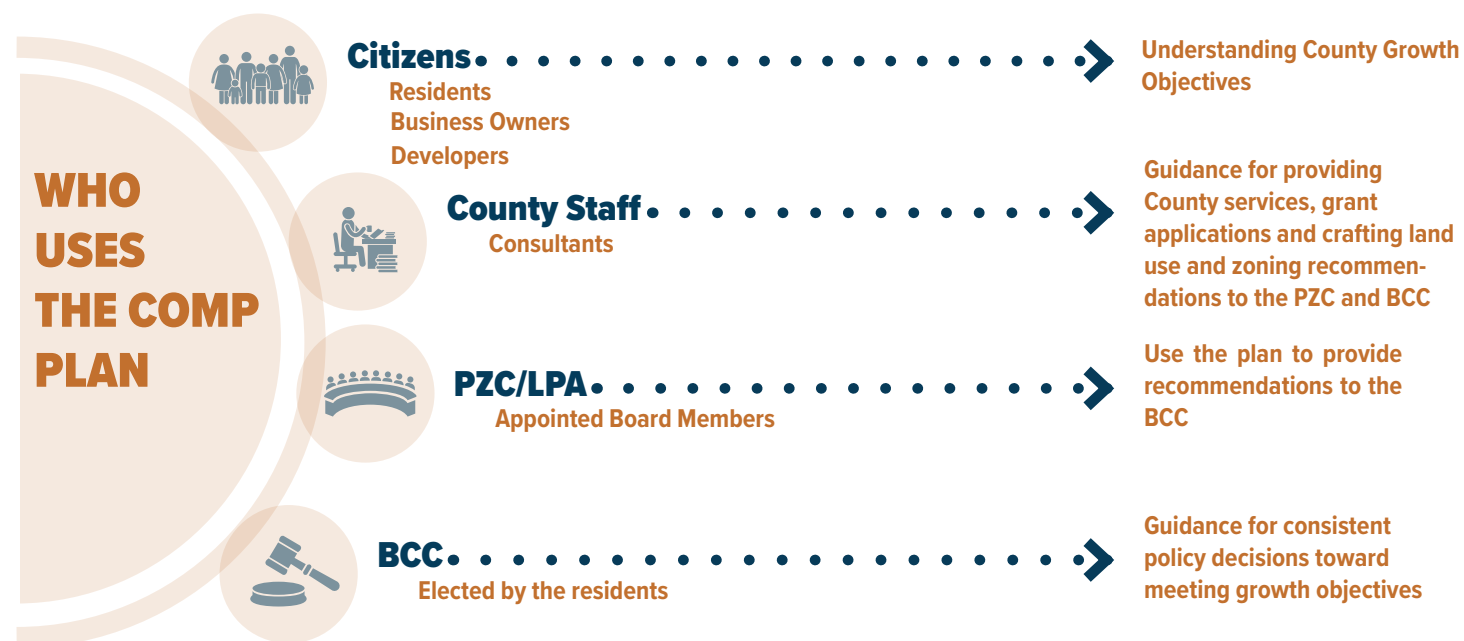 WHO
USES
THE COMP
PLAN
Citizens
Residents
Business Owners
Developers
Understanding County Growth
Objectives
County Staff
Consultants
Guidance for providing
County services, grant
applications and crafting land
use and zoning recommen-
dations to the PZC and BCC
PZC/LPA
Appointed Board Members
Use the plan to provide
recommendations to the
BCC
BCC
Elected by the residents
Guidance for consistent
policy decisions toward
meeting growth objectives